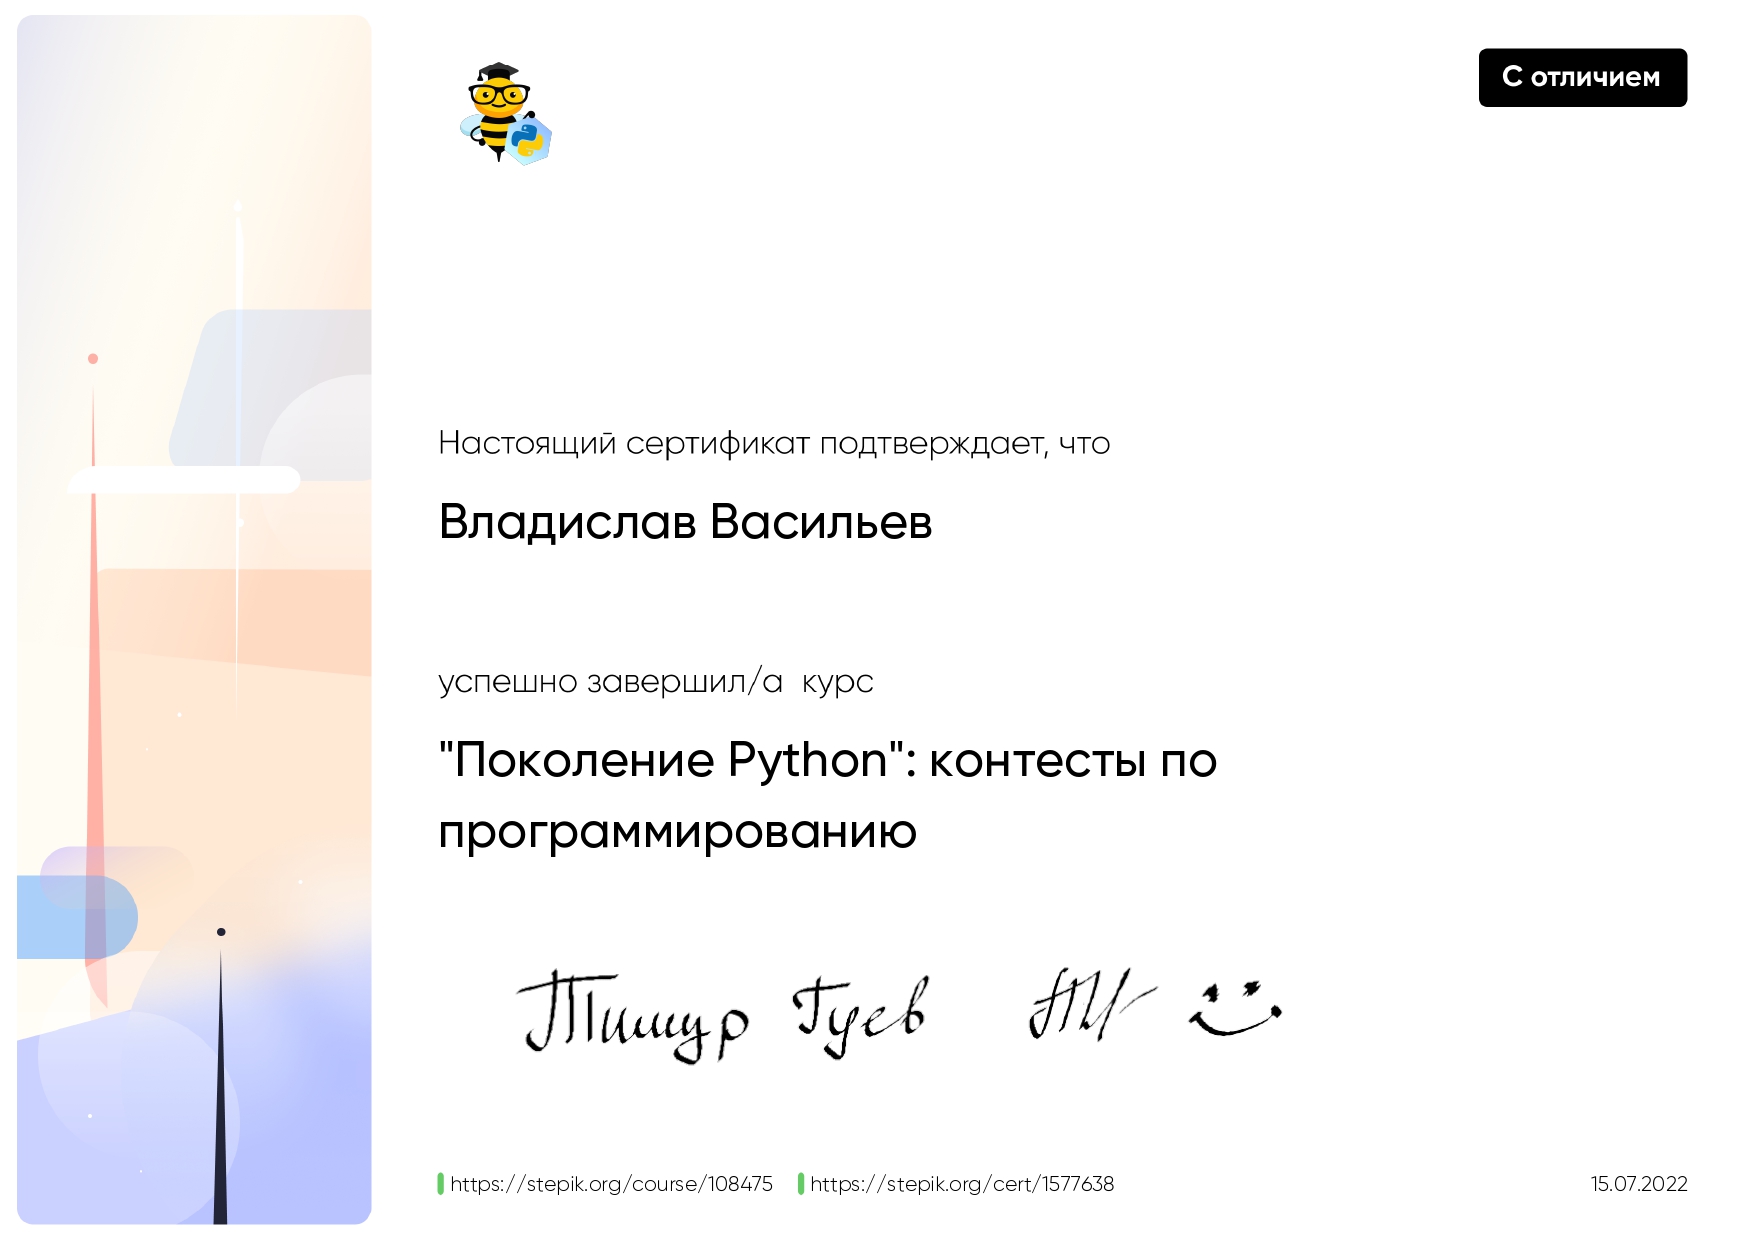 С отличием
Настоящий сертификат подтверждает, что
Владислав Васильев
успешно завершил/а  курс
"Поколение Python": контесты по
программированию
Тимур Гуев
https://stepik.org/course/108475 https://stepik.org/cert/1577638 15.07.2022